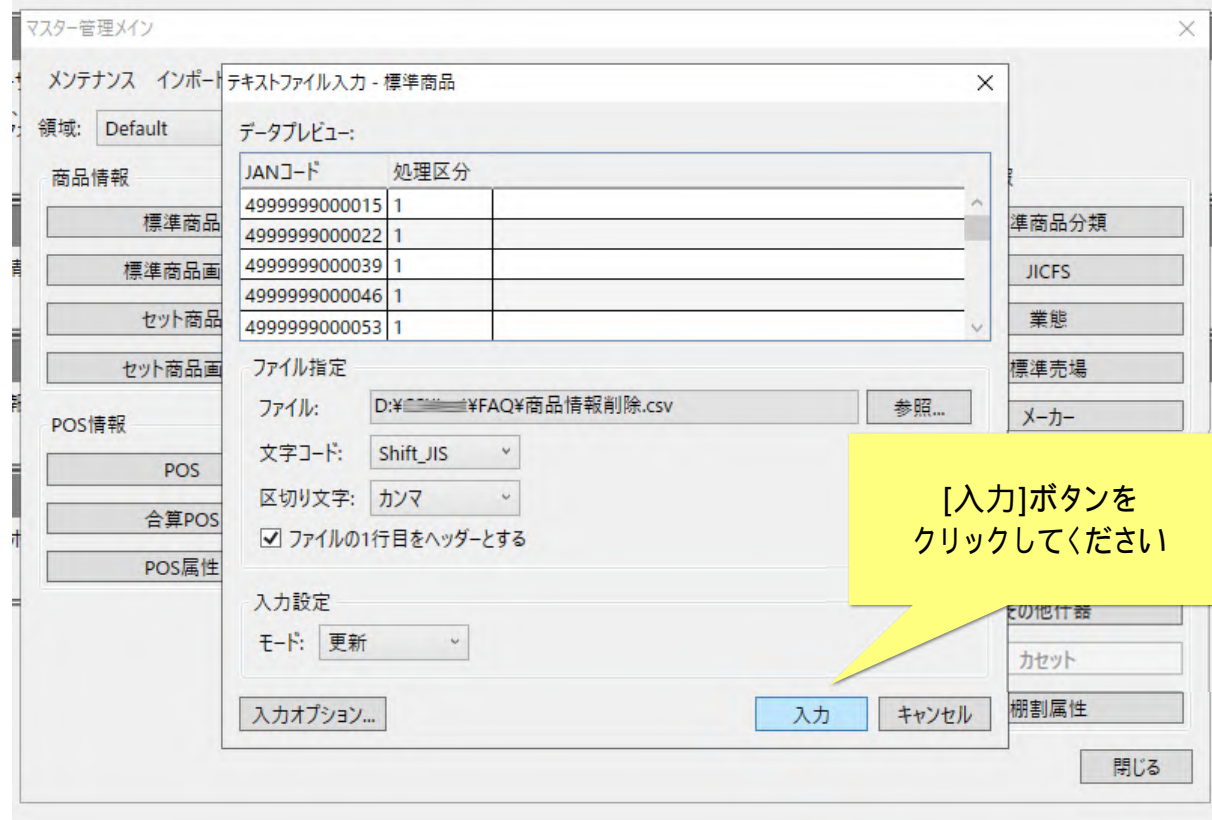 マスター管理メイン
メンテナンス インポート
領域: Default
商品情報
標準商品
標準商品画
セット商品
セット商品画
POS情報
POS
合算POS
POS属性
テキストファイル入力 - 標準商品
データプレビュー:
JANコード 処理区分
4999999000015 1
4999999000022 1
4999999000039 1
4999999000046 1
4999999000053 1
ファイル指定
ファイル: D:¥ ¥FAQ¥商品情報削除.csv 参照...
文字コード: Shift_JIS
区切り文字: カンマ
ファイルの1行目をヘッダーとする
入力設定
モード: 更新
入力オプション... 入力 キャンセル
準商品分類
JICFS
業態
標準売場
メーカー
[入力]ボタンを
クリックしてください
その他什器
カセット
棚割属性
閉じる